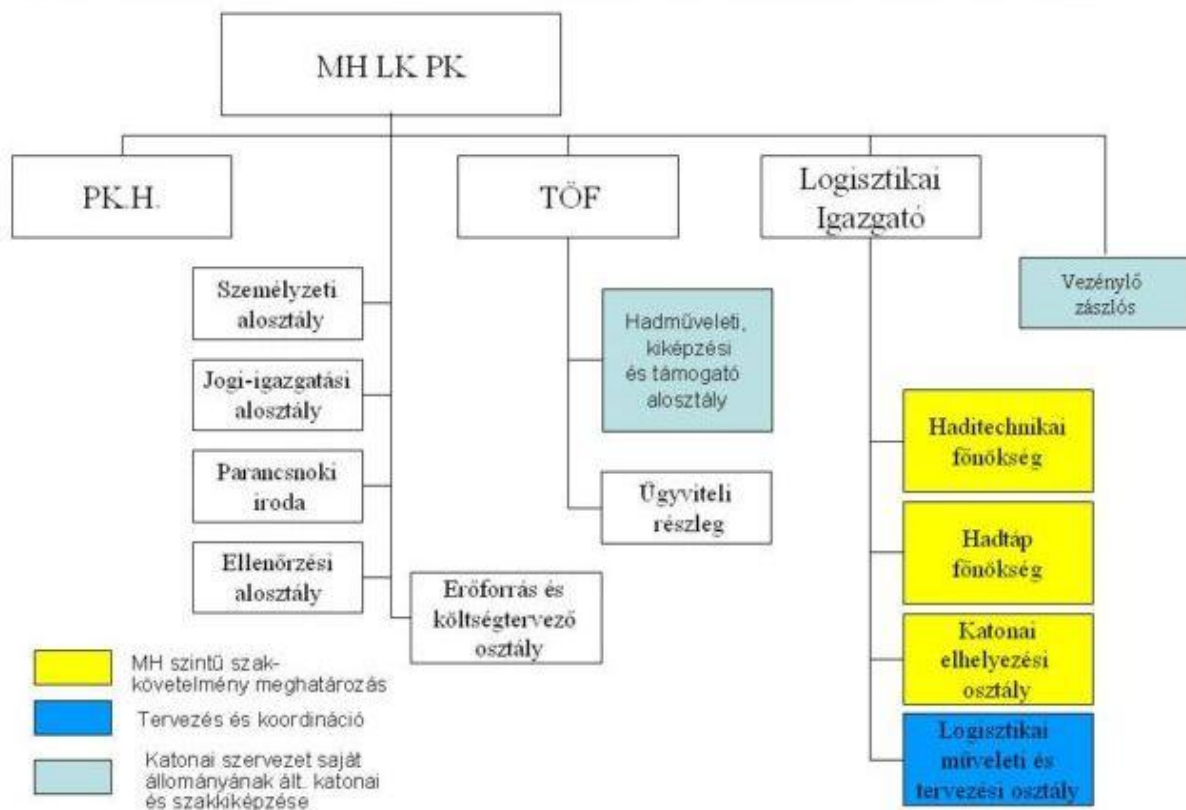 MH LK PK
PK.H.
TÖF
Logisztikai
Igazgató
Vezénylő
zászlós
Személyzeti
alosztály
Jogi-igazgatási
alosztály
Parancsnoki
iroda
Ellenőrzési
alosztály
Erőforrás és
költségtervező
osztály
Hadműveleti,
kiképzési
és támogató
alosztály
Ügyviteli
részleg
Haditechnikai
főnökség
Hadtáp
főnökség
Katonai
elhelyezési
osztály
Logisztikai
műveleti és
tervezési osztály
MH szintű szak-
követelmény meghatározás
Tervezés és koordináció
Katonai szervezet saját
állományának ált. katonai
és szakkiképzése